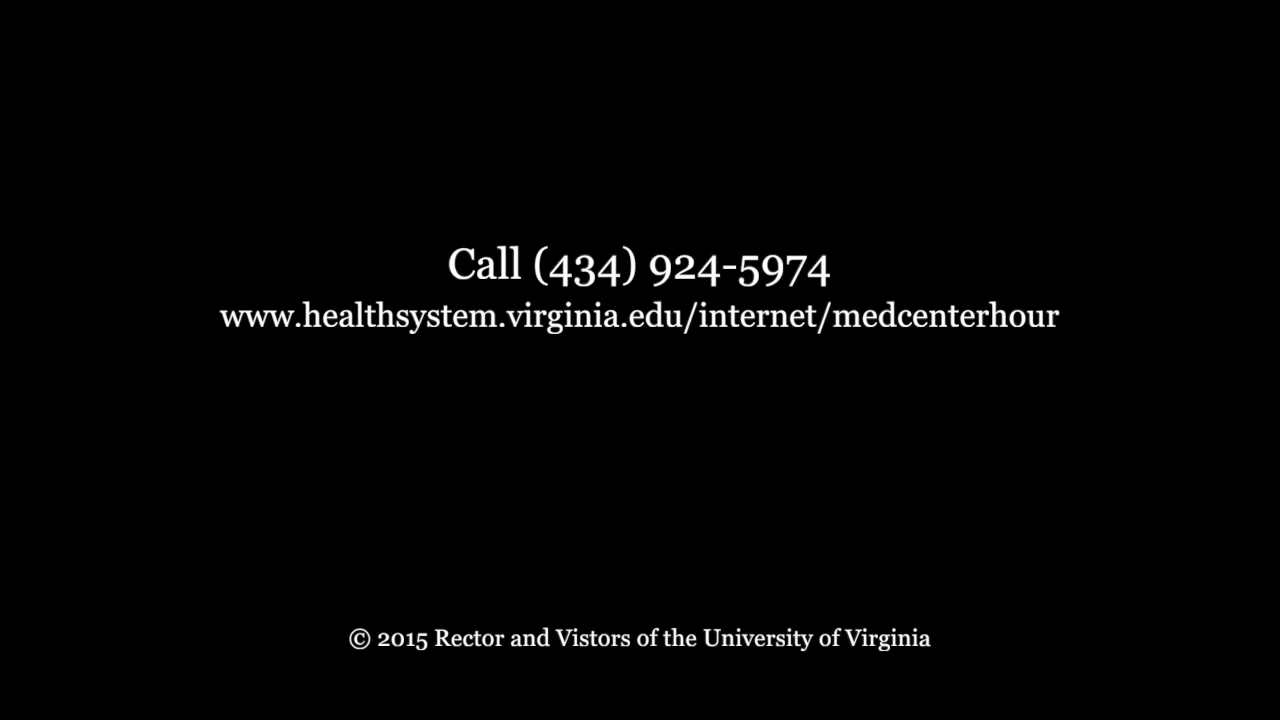 Call (434) 924-5974
www.healthsystem.virginia.edu/internet/medcenterhour
© 2015 Rector and Vistors of the University of Virginia